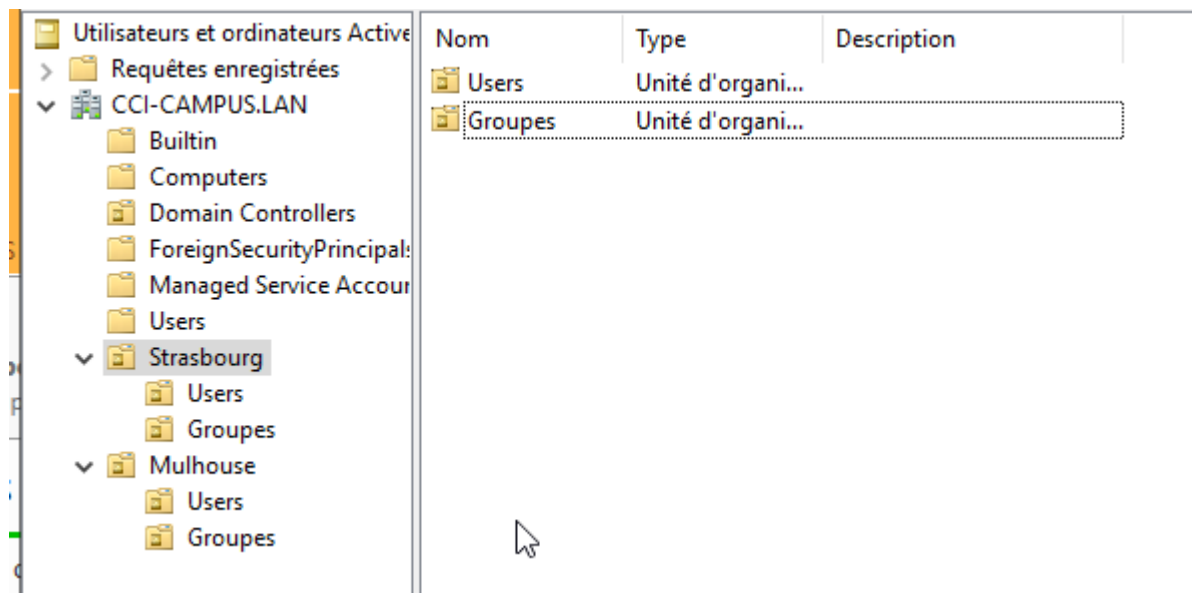 Utilisateurs et ordinateurs Active
Requêtes enregistrées
CCI-CAMPUS.LAN
Builtin
Computers
Domain Controllers
ForeignSecurityPrincipal
Managed Service Accour
Users
Strasbourg
Users
Groupes
Mulhouse
Users
Groupes
Nom Type Description
Users Unité d'organi...
Groupes Unité d'organi...